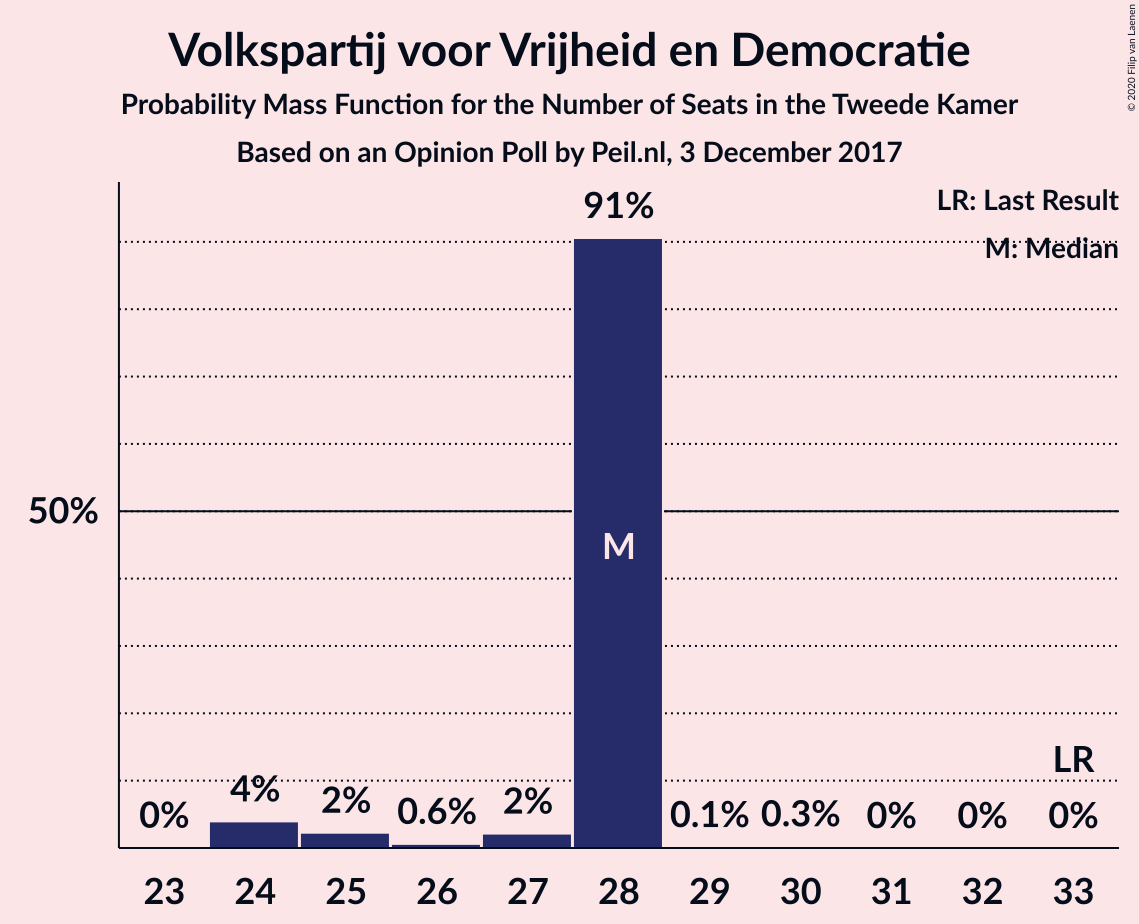 Volkspartij voor Vrijheid en Democratie
Probability Mass Function for the Number of Seats in the Tweede Kamer
Based on an Opinion Poll by Peil.nl, 3 December 2017
© 2020 Filip van Laenen
LR: Last Result
M: Median
91%
50%
M
LR
0% 4% 2% 0.6% 2% 0.1% 0.3% 0% 0% 0%
23 24 25 26 27 28 29 30 31 32 33